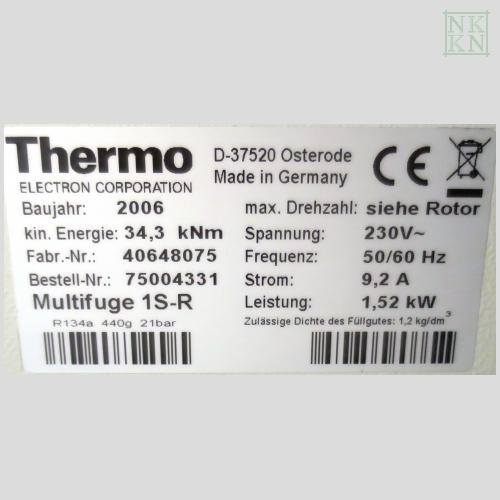 NK
KN
Thermo
ELECTRON CORPORATION
D-37520 Osterode
Made in Germany
CE
Baujahr: 2006
kin. Energie: 34,3 kNm
Fabr.-Nr.: 40648075
Bestell-Nr.: 75004331
Multifuge 1S-R
R134a 440g 21bar
max. Drehzahl: siehe Rotor
Spannung: 230V~
Frequenz: 50/60 Hz
Strom: 9,2 A
Leistung: 1,52 kW
Zulässige Dichte des Füllgutes: 1,2 kg/dm³